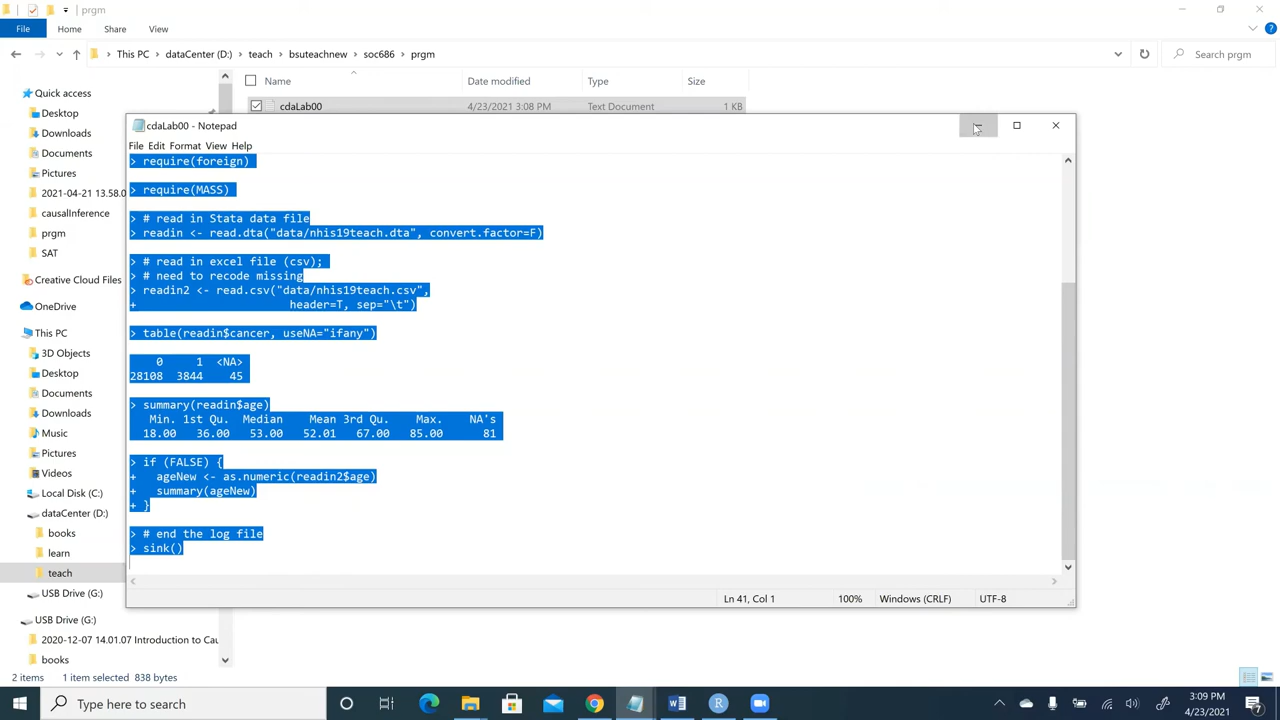 prgm
File
Home
Share
View
This PC
dataCenter (D:)
teach
bsuteachnew
soc686
prgm
Search prgm
Name
Date modified
Type
Size
cdaLab00
4/23/2021 3:08 PM
Text Document
1 KB
Quick access
Desktop
Downloads
Documents
Pictures
2021-04-21 13.58.0
causalInference
prgm
SAT
Creative Cloud Files
OneDrive
This PC
3D Objects
Desktop
Documents
Downloads
Music
Pictures
Videos
Local Disk (C:)
dataCenter (D:)
books
learn
teach
USB Drive (G:)
USB Drive (G:)
2020-12-07 14.01.07 Introduction to Cau
books
cdaLab00 - Notepad
File Edit Format View Help
> require(foreign)
> require(MASS)
> # read in Stata data file
> readin <- read.dta("data/nhis19teach.dta", convert.factor=F)
> # read in excel file (csv);
> # need to recode missing
> readin2 <- read.csv("data/nhis19teach.csv",
+ header=T, sep="\t")
> table(readin$cancer, useNA="ifany")
0 1 <NA>
28108 3844 45
> summary(readin$age)
Min. 1st Qu. Median Mean 3rd Qu. Max. NA's
18.00 36.00 53.00 52.01 67.00 85.00 81
> if (FALSE) {
+ ageNew <- as.numeric(readin2$age)
+ summary(ageNew)
+ }
> # end the log file
> sink()
Ln 41, Col 1
100%
Windows (CRLF)
UTF-8
2 items
1 item selected 838 bytes
Type here to search
3:09 PM
4/23/2021
7